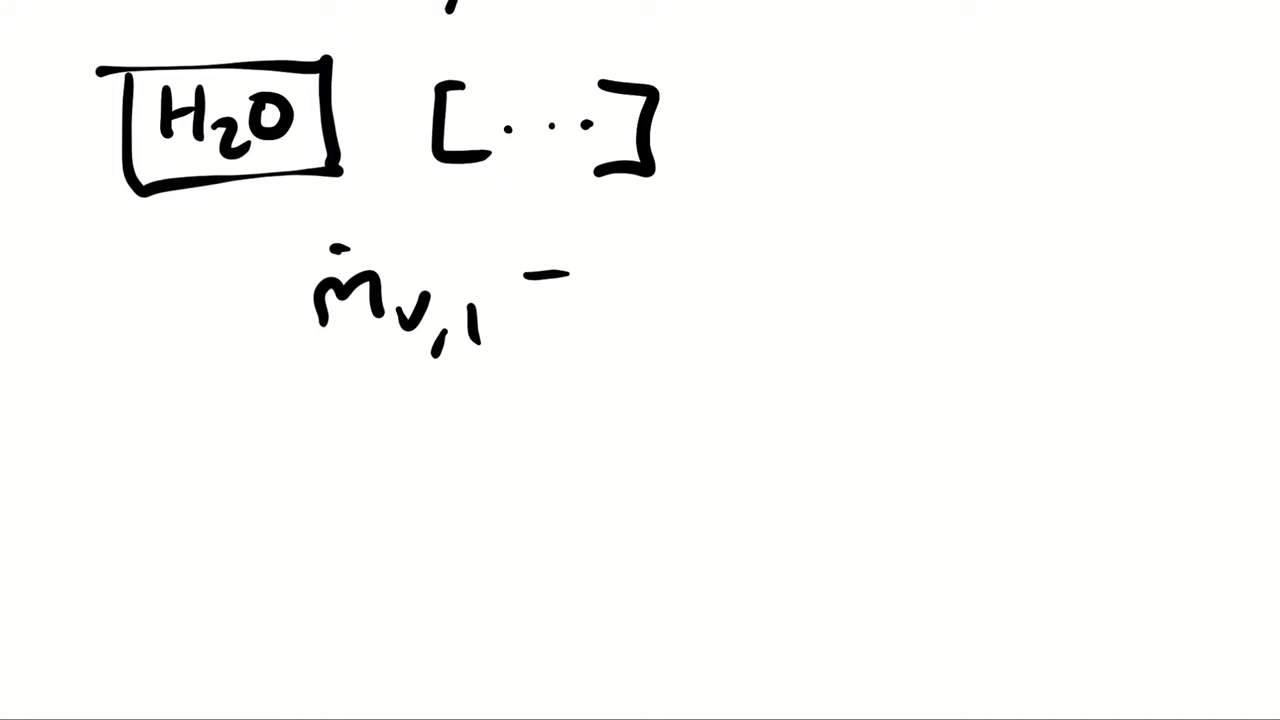 H₂O [...]
ṁᵥ,₁ −